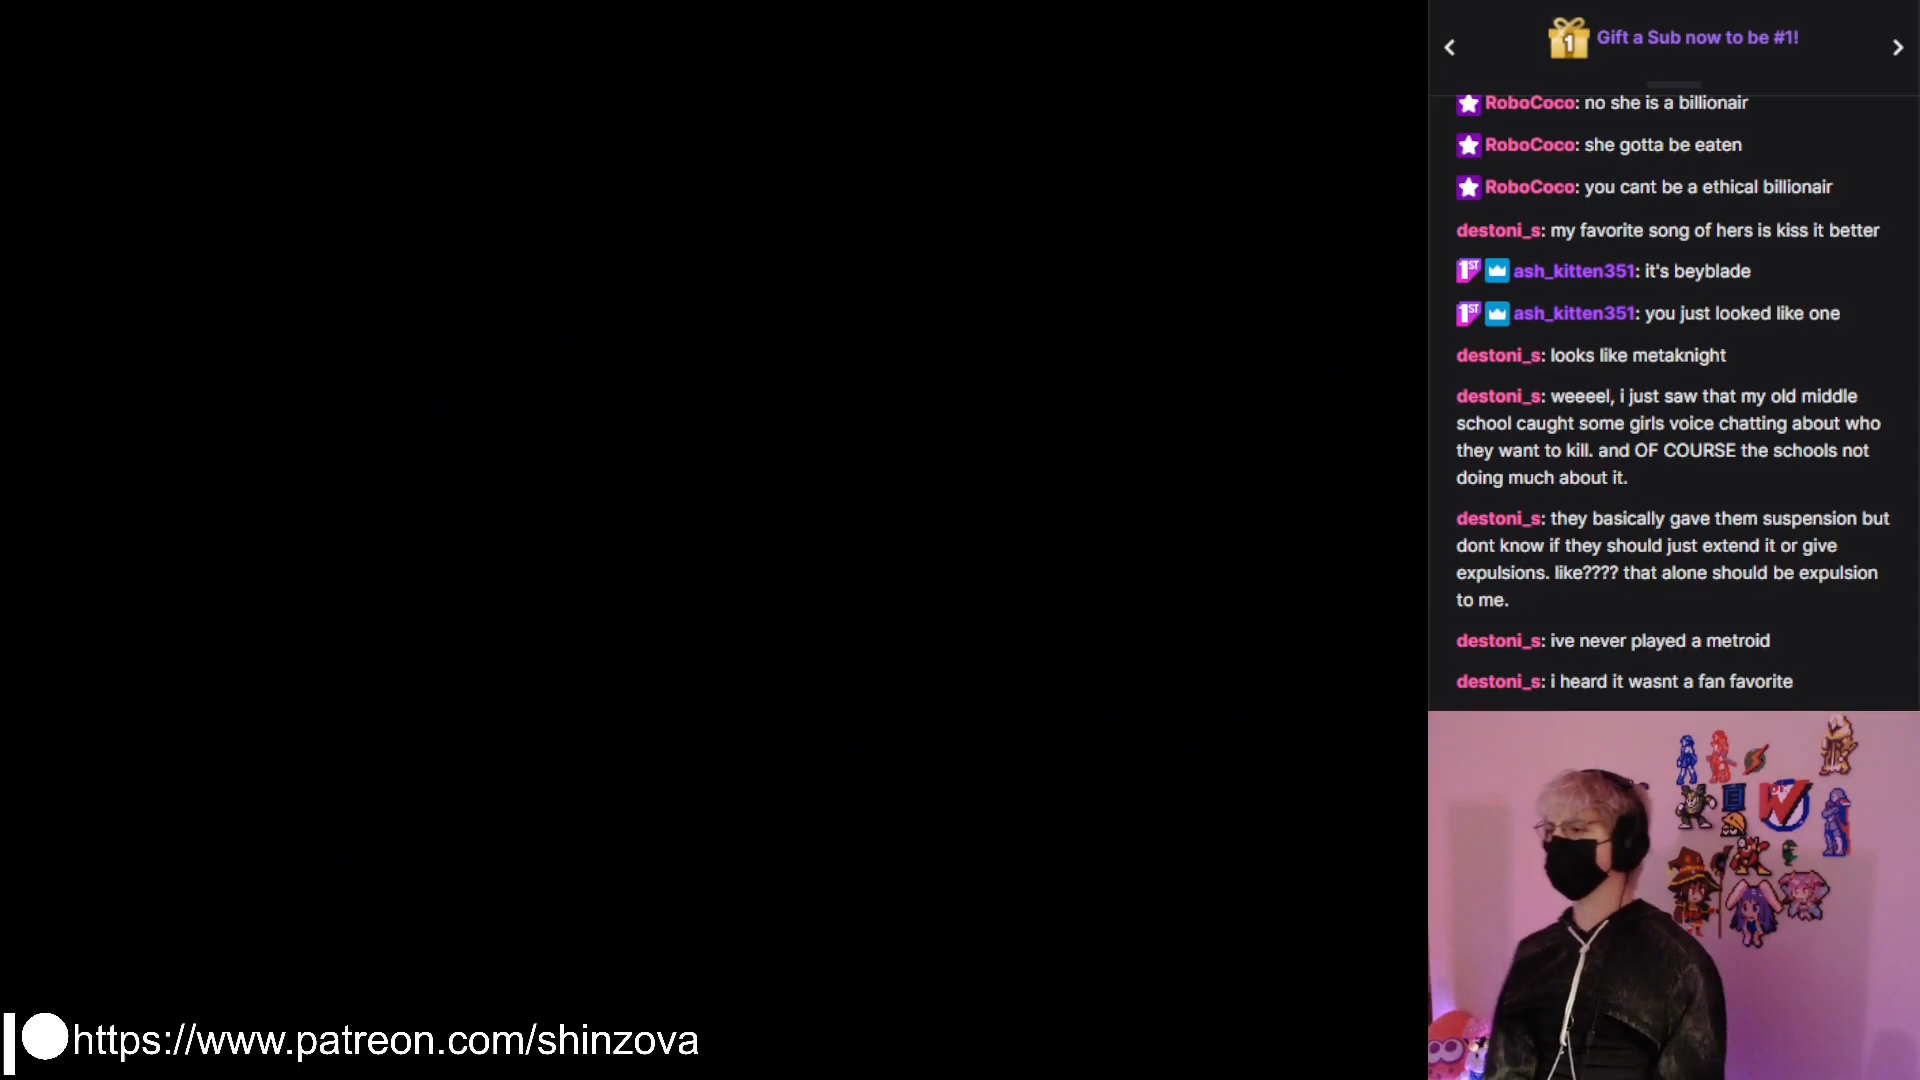 Gift a Sub now to be #1!
1
RoboCoco: no she is a billionair
RoboCoco: she gotta be eaten
RoboCoco: you cant be a ethical billionair
destoni_s: my favorite song of hers is kiss it better
1ST ash_kitten351: it's beyblade
1ST ash_kitten351: you just looked like one
destoni_s: looks like metaknight
destoni_s: weeeel, i just saw that my old middle
school caught some girls voice chatting about who
they want to kill. and OF COURSE the schools not
doing much about it.
destoni_s: they basically gave them suspension but
dont know if they should just extend it or give
expulsions. like???? that alone should be expulsion
to me.
destoni_s: ive never played a metroid
destoni_s: i heard it wasnt a fan favorite
W
https://www.patreon.com/shinzova